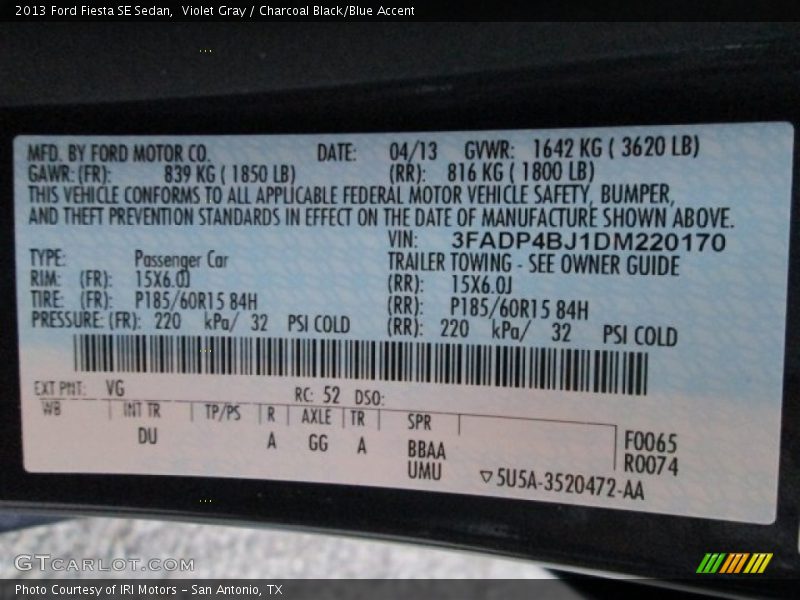 2013 Ford Fiesta SE Sedan,  Violet Gray / Charcoal Black/Blue Accent
MFD. BY FORD MOTOR CO. DATE: 04/13 GVWR: 1642 KG ( 3620 LB)
GAWR: (FR): 839 KG ( 1850 LB) (RR): 816 KG ( 1800 LB)
THIS VEHICLE CONFORMS TO ALL APPLICABLE FEDERAL MOTOR VEHICLE SAFETY, BUMPER,
AND THEFT PREVENTION STANDARDS IN EFFECT ON THE DATE OF MANUFACTURE SHOWN ABOVE.
VIN: 3FADP4BJ1DM220170
TYPE: Passenger Car TRAILER TOWING - SEE OWNER GUIDE
RIM: (FR): 15X6.0J (RR): 15X6.0J
TIRE: (FR): P185/60R15 84H (RR): P185/60R15 84H
PRESSURE: (FR): 220 kPa/ 32 PSI COLD (RR): 220 kPa/ 32 PSI COLD
EXT PNT: VG RC: 52 DSO:
WB INT TR TP/PS R AXLE TR SPR
DU A GG A BBAA F0065
UMU R0074
▽5U5A-3520472-AA
GTCARLOT.COM
Photo Courtesy of IRI Motors – San Antonio, TX